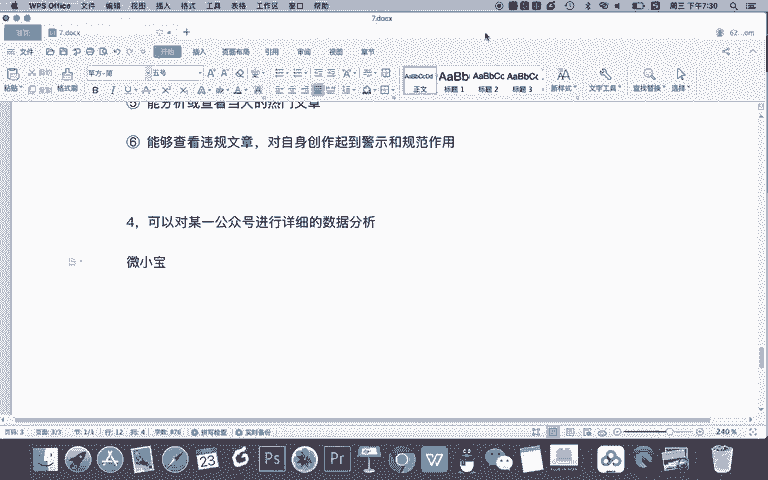 WPS Office 文件 编辑 视图 插入 格式 工具 表格 工作区 窗口 帮助 周三 下午7:30
7.docx
首页 7.docx 62...om
文件 开始 插入 页面布局 引用 审阅 视图 章节
粘贴 剪切 复制 格式刷 五号 正文 标题 1 标题 2 标题 3 新样式 文字工具 查找替换 选择
AaBbCcDd AaBb AaBbCc AaBbCc
⑤ 能分析或查看当天的热门文章
⑥ 能够查看违规文章，对自身创作起到警示和规范作用
4，可以对某一公众号进行详细的数据分析
微小宝
页码: 3 页面: 3/3 节: 1/1 行: 12 列: 4 字数: 876 拼写检查 实时备份 240 %
23 Ps Pr W